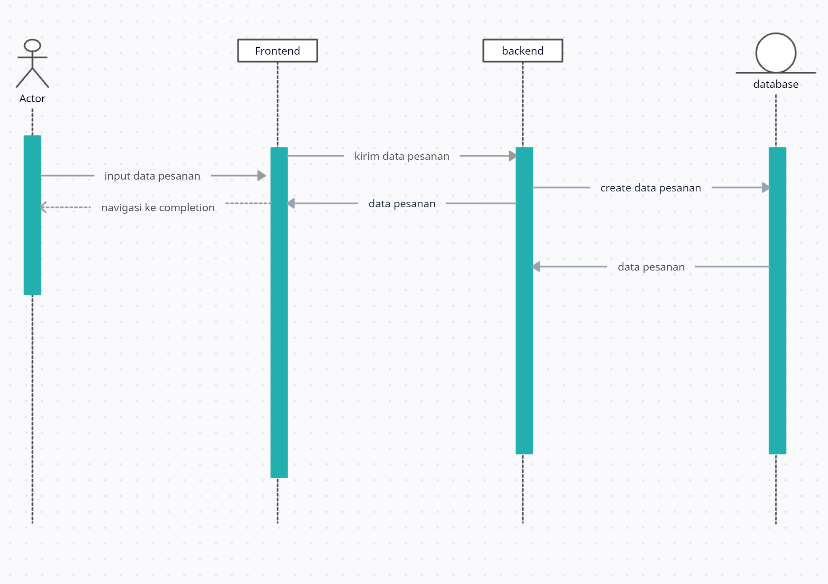 Frontend
backend
Actor
database
kirim data pesanan
input data pesanan
create data pesanan
navigasi ke completion
data pesanan
data pesanan